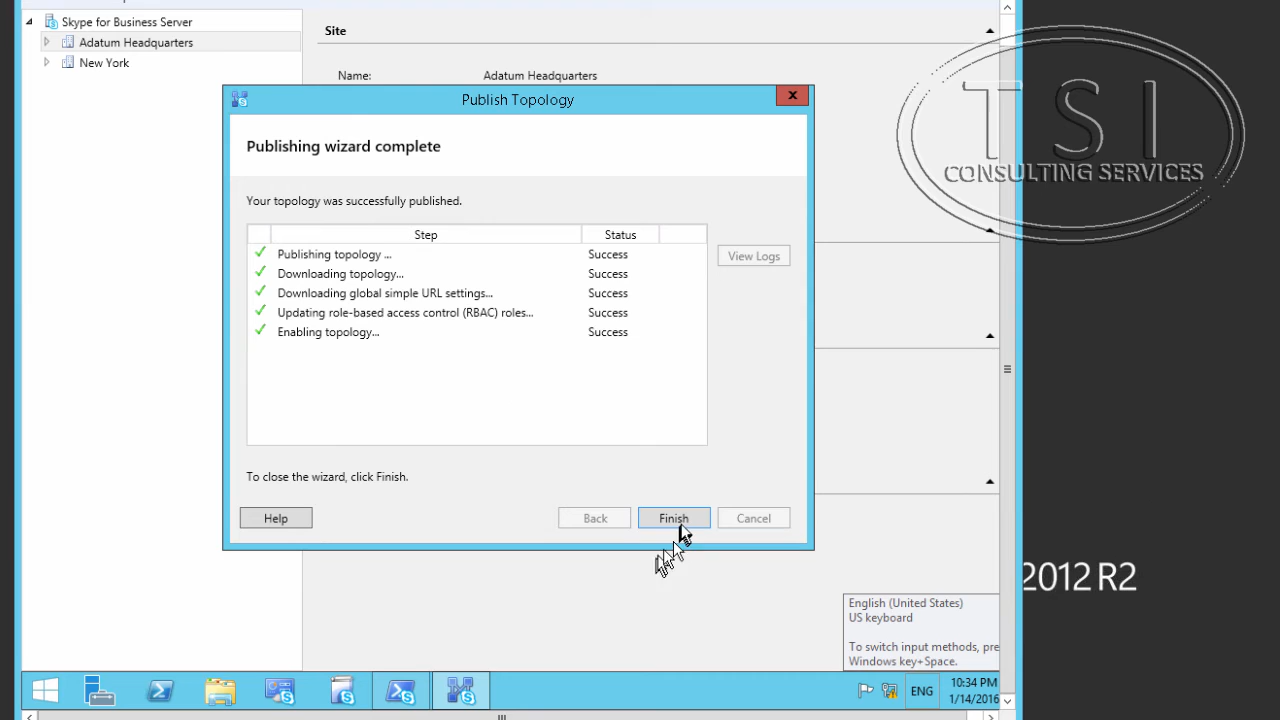 Skype for Business Server
Adatum Headquarters
New York
Site
Name: Adatum Headquarters
Publish Topology
Publishing wizard complete
Your topology was successfully published.
Step Status
Publishing topology ... Success
Downloading topology... Success
Downloading global simple URL settings... Success
Updating role-based access control (RBAC) roles... Success
Enabling topology... Success
View Logs
To close the wizard, click Finish.
Help Back Finish Cancel
TSI
CONSULTING SERVICES
2012 R2
English (United States)
US keyboard
To switch input methods, pre
Windows key+Space.
ENG
10:34 PM
1/14/2016